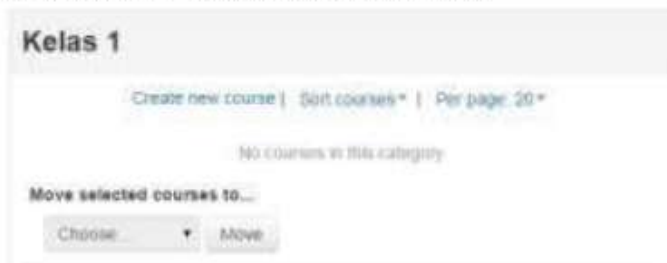 Kelas 1
Create new course | Sort courses | Per page: 20
No courses in this category
Move selected courses to...
Choose... Move